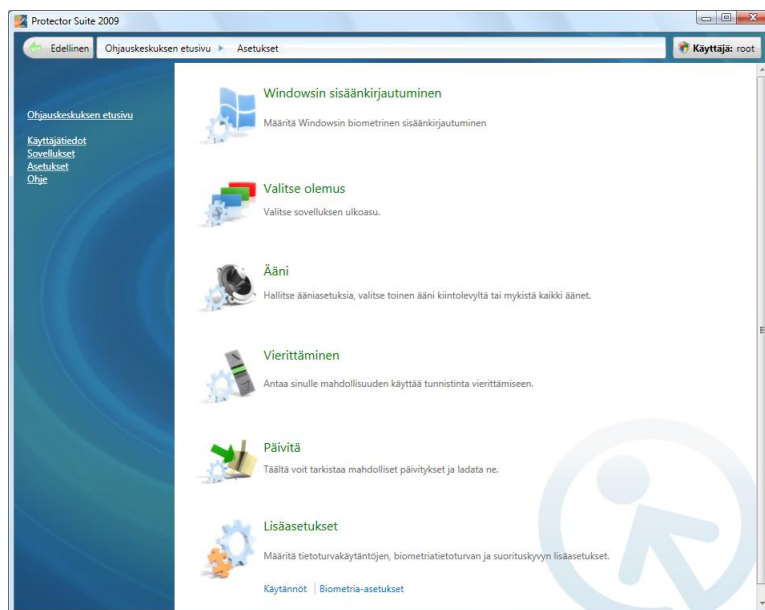 Protector Suite 2009
Edellinen
Ohjauskeskuksen etusivu
Asetukset
Käyttäjä: root
Ohjauskeskuksen etusivu
Käyttäjätiedot
Sovellukset
Asetukset
Ohje
Windowsin sisäänkirjautuminen
Määritä Windowsin biometrinen sisäänkirjautuminen
Valitse olemus
Valitse sovelluksen ulkoasu.
Ääni
Hallitse ääniasetuksia, valitse toinen ääni kiintolevyltä tai mykistä kaikki äänet.
Vierittäminen
Antaa sinulle mahdollisuuden käyttää tunnistinta vierittämiseen.
Päivitä
Täältä voit tarkistaa mahdolliset päivitykset ja ladata ne.
Lisäasetukset
Määritä tietoturvakäytäntöjen, biometriatietoturvan ja suorituskyvyn lisäasetukset.
Käytännöt | Biometria-asetukset